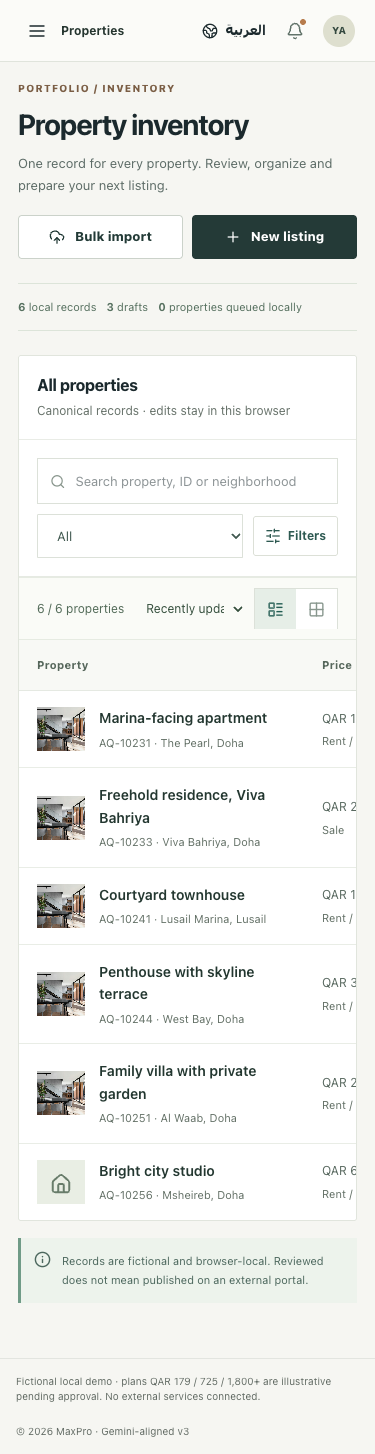 Properties
العربية
YA
PORTFOLIO / INVENTORY
Property inventory
One record for every property. Review, organize and
prepare your next listing.
Bulk import
New listing
6 local records 3 drafts 0 properties queued locally
All properties
Canonical records · edits stay in this browser
Search property, ID or neighborhood
All
Filters
6 / 6 properties
Recently upda
Property
Price
Marina-facing apartment
QAR 1
AQ-10231 · The Pearl, Doha
Rent /
Freehold residence, Viva
Bahriya
QAR 2
AQ-10233 · Viva Bahriya, Doha
Sale
Courtyard townhouse
QAR 1
AQ-10241 · Lusail Marina, Lusail
Rent /
Penthouse with skyline
terrace
QAR 3
AQ-10244 · West Bay, Doha
Rent /
Family villa with private
garden
QAR 2
AQ-10251 · Al Waab, Doha
Rent /
Bright city studio
QAR 6
AQ-10256 · Msheireb, Doha
Rent /
Records are fictional and browser-local. Reviewed
does not mean published on an external portal.
Fictional local demo · plans QAR 179 / 725 / 1,800+ are illustrative
pending approval. No external services connected.
© 2026 MaxPro · Gemini-aligned v3